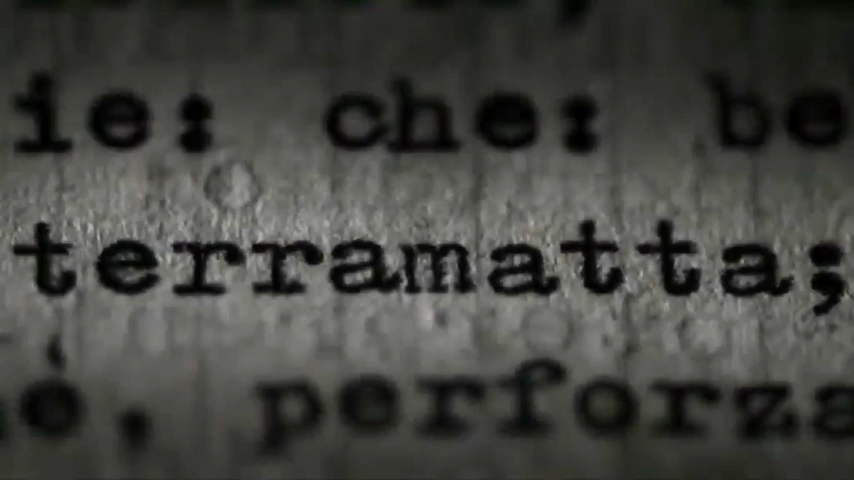 ie: che: be
terramatta;
é, perforza